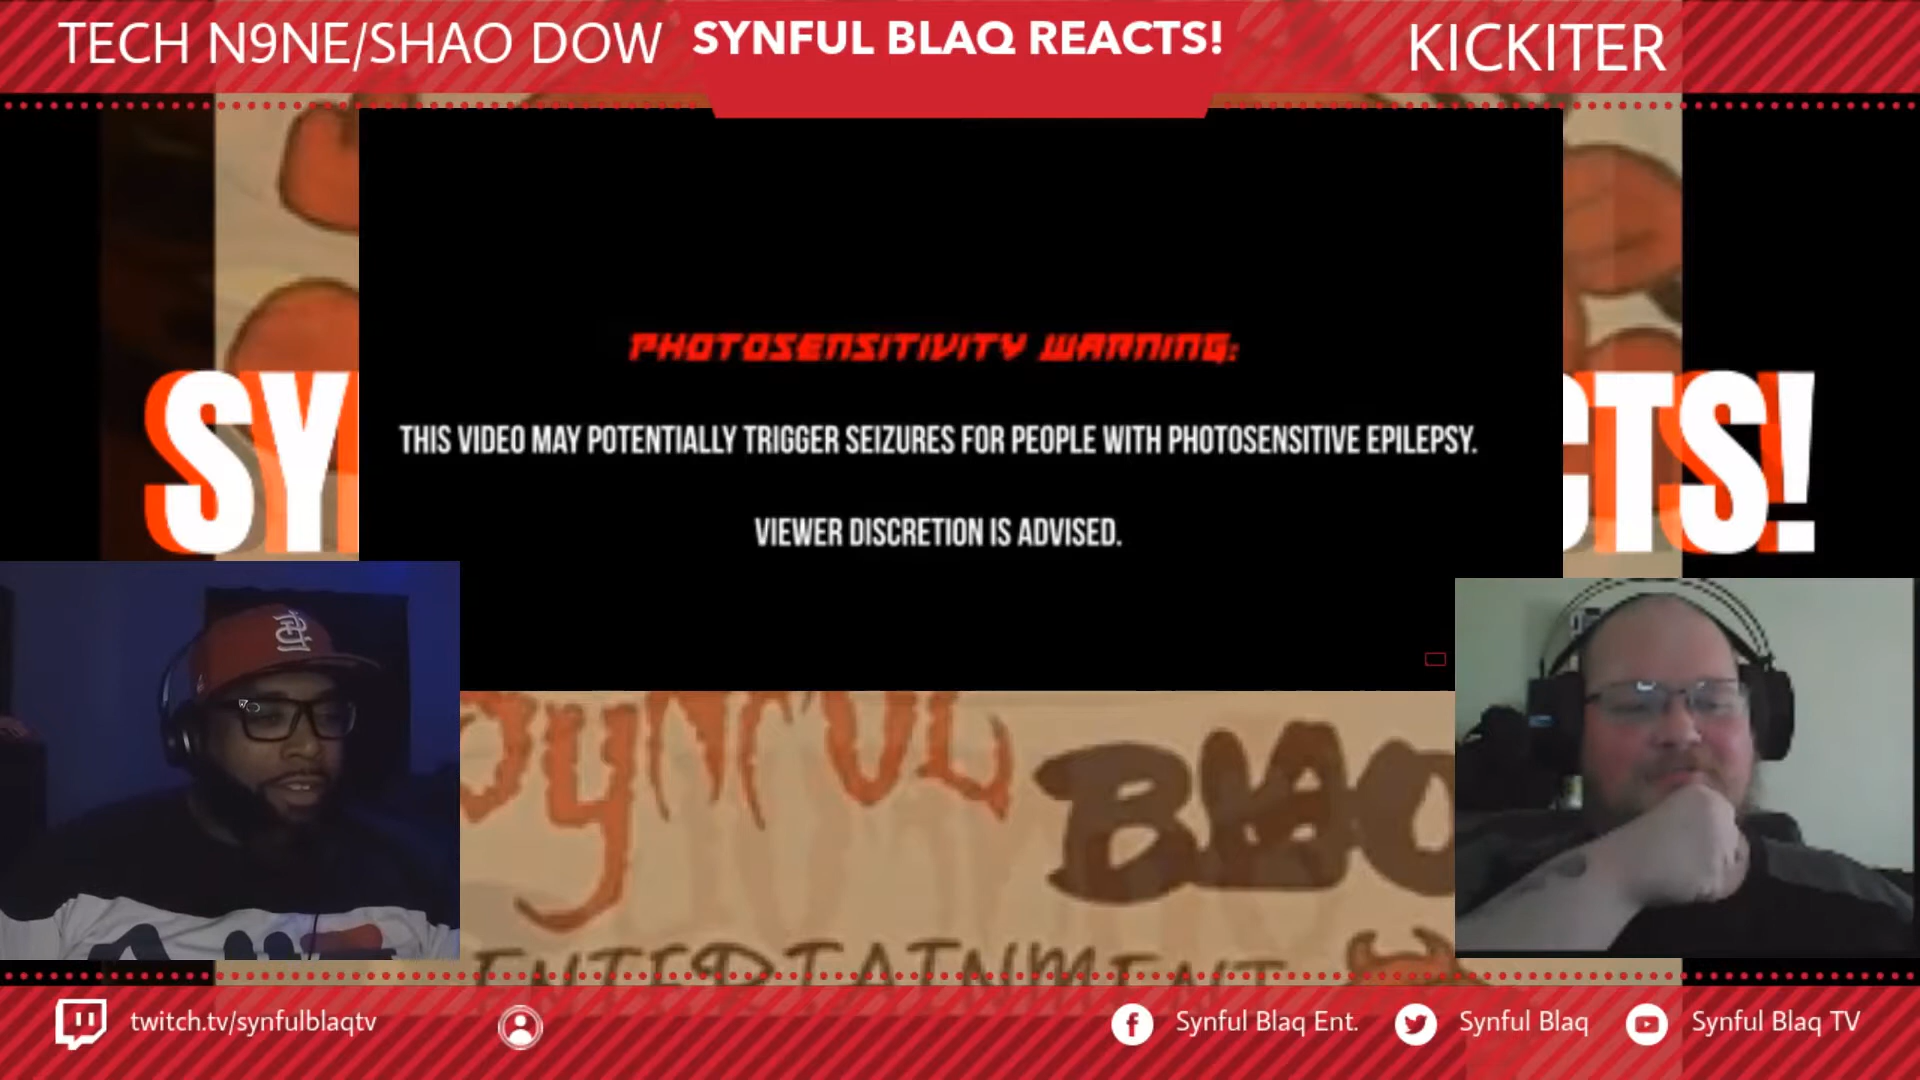 TECH N9NE/SHAO DOW
SYNFUL BLAQ REACTS!
KICKITER
PHOTOSENSITIVITY WARNING:
THIS VIDEO MAY POTENTIALLY TRIGGER SEIZURES FOR PEOPLE WITH PHOTOSENSITIVE EPILEPSY.
VIEWER DISCRETION IS ADVISED.
SY
CTS!
SYNFUL
BLAQ
ENTERTAINMENT
twitch.tv/synfulblaqtv
Synful Blaq Ent.
Synful Blaq
Synful Blaq TV